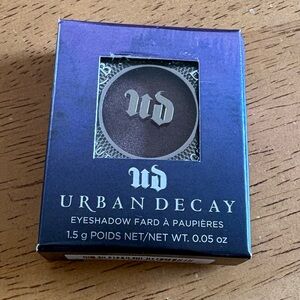 UD
UD
URBAN DECAY
EYESHADOW FARD À PAUPIÈRES
1.5 g POIDS NET/NET WT. 0.05 oz